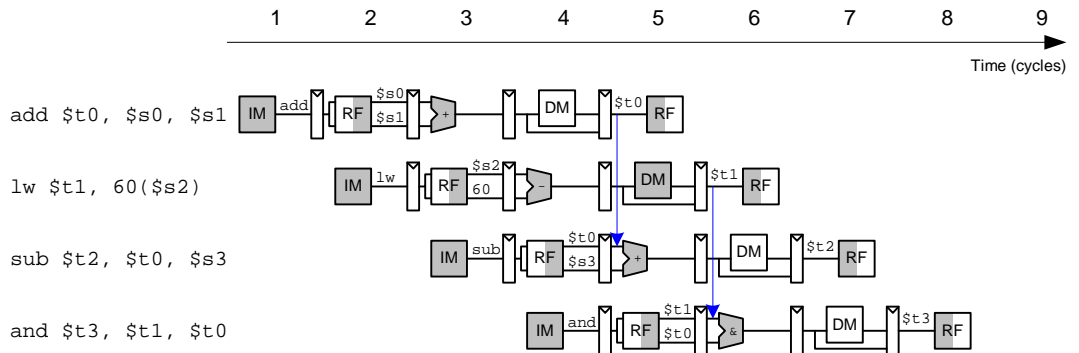 1 2 3 4 5 6 7 8 9
Time (cycles)
add $t0, $s0, $s1 IM add RF $s0 $s1 + DM $t0 RF
lw $t1, 60($s2) IM lw RF $s2 60 - DM $t1 RF
sub $t2, $t0, $s3 IM sub RF $t0 $s3 + DM $t2 RF
and $t3, $t1, $t0 IM and RF $t1 $t0 & DM $t3 RF